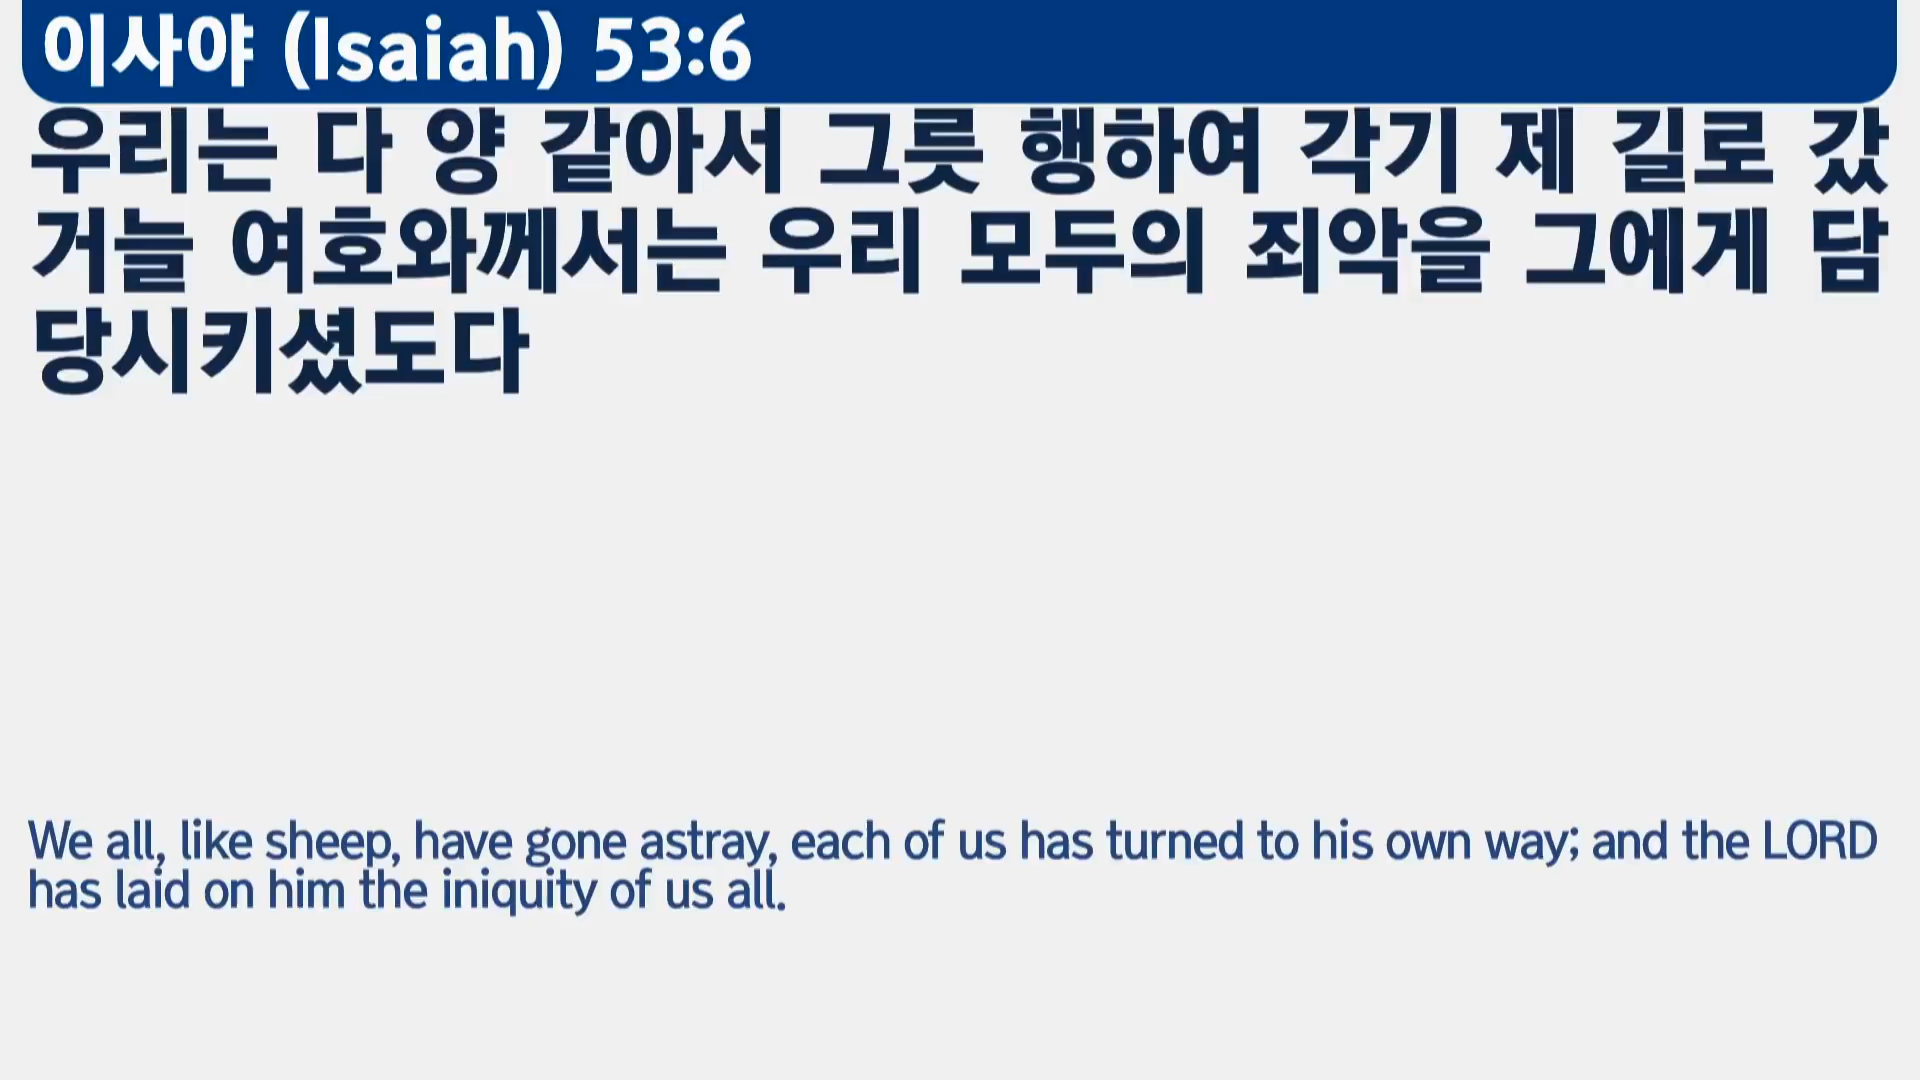 이사야 (Isaiah) 53:6
우리는 다 양 같아서 그릇 행하여 각기 제 길로 갔
거늘 여호와께서는 우리 모두의 죄악을 그에게 담
당시키셨도다
We all, like sheep, have gone astray, each of us has turned to his own way; and the LORD
has laid on him the iniquity of us all.